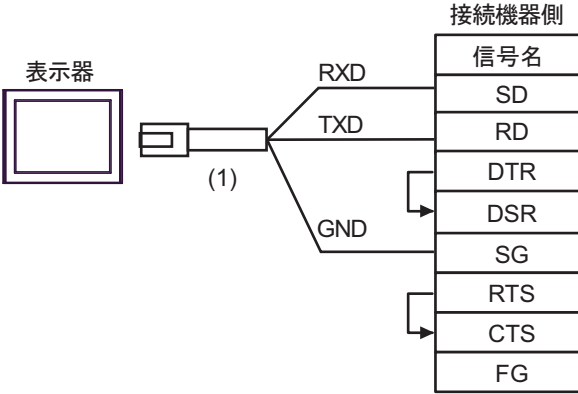 接続機器側
信号名
表示器
RXD
SD
TXD
RD
(1)
DTR
DSR
GND
SG
RTS
CTS
FG